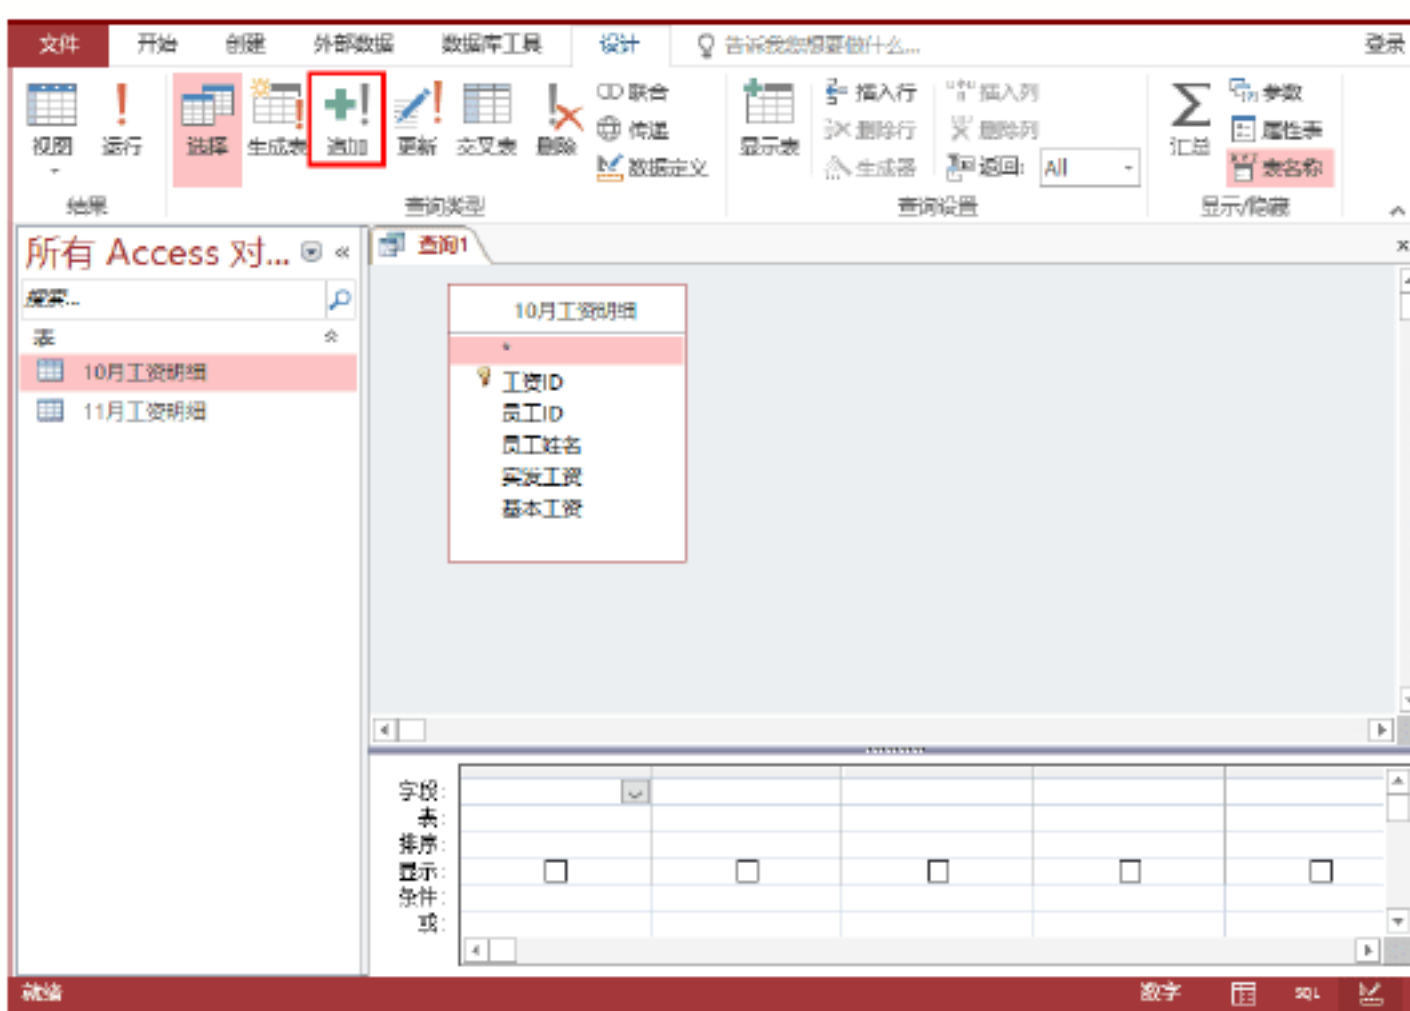 文件 开始 创建 外部数据 数据库工具 设计 告诉我您想要做什么... 登录
视图 运行 选择 生成表 追加 更新 交叉表 删除 联合 传递 数据定义 显示表 插入行 删除行 生成器 插入列 删除列 返回: All 汇总 参数 属性表 表名称
结果 查询类型 查询设置 显示/隐藏
所有 Access 对... «
查询1
搜索...
表
10月工资明细
11月工资明细
10月工资明细
*
工资ID
员工ID
员工姓名
实发工资
基本工资
字段:
表:
排序:
显示:
条件:
或:
就绪 数字 SQL